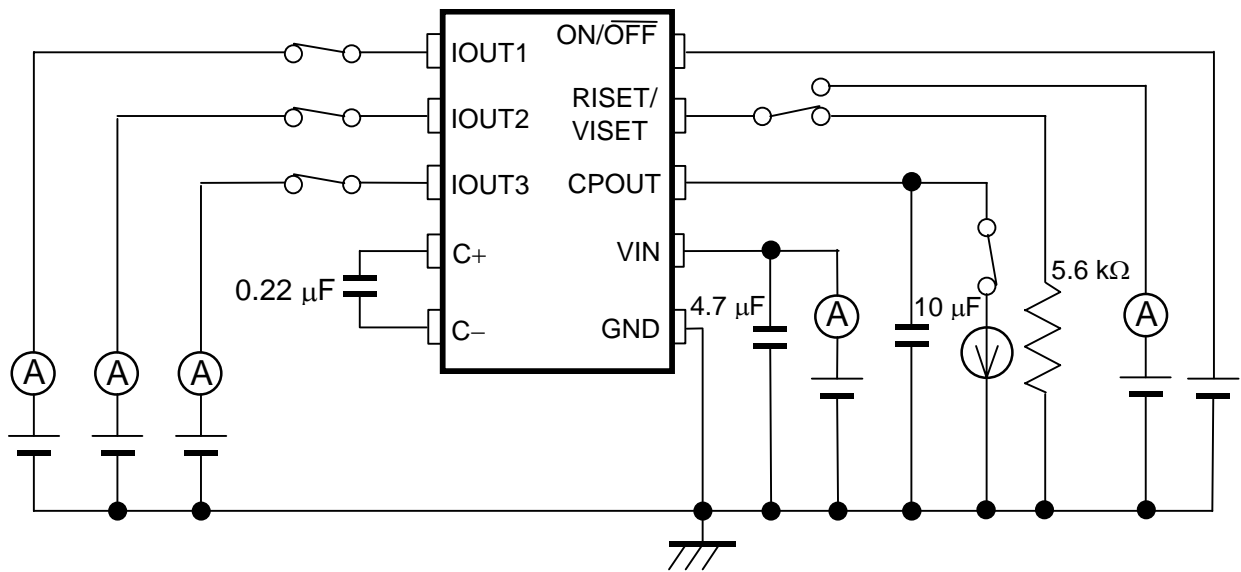 IOUT1
IOUT2
IOUT3
C+
C−
ON/OFF
RISET/
VISET
CPOUT
VIN
GND
0.22 μF
4.7 μF
10 μF
5.6 kΩ
A
A
A
A
A